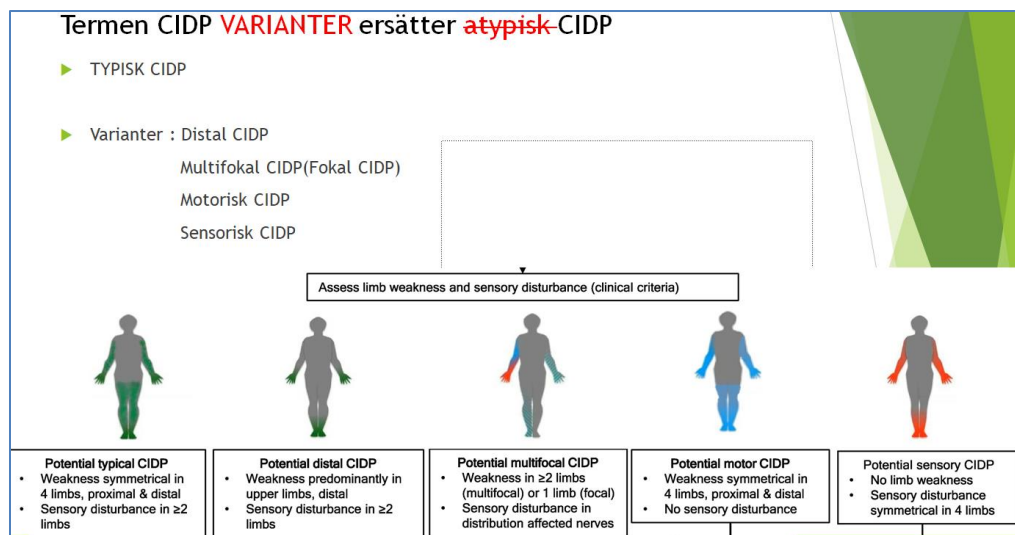 Termen CIDP VARIANTER ersätter atypisk CIDP
TYPISK CIDP
Varianter : Distal CIDP
Multifokal CIDP(Fokal CIDP)
Motorisk CIDP
Sensorisk CIDP
Assess limb weakness and sensory disturbance (clinical criteria)
Potential typical CIDP
• Weakness symmetrical in
4 limbs, proximal & distal
• Sensory disturbance in ≥2
limbs
Potential distal CIDP
• Weakness predominantly in
upper limbs, distal
• Sensory disturbance in ≥2
limbs
Potential multifocal CIDP
• Weakness in ≥2 limbs
(multifocal) or 1 limb (focal)
• Sensory disturbance in
distribution affected nerves
Potential motor CIDP
• Weakness symmetrical in
4 limbs, proximal & distal
• No sensory disturbance
Potential sensory CIDP
• No limb weakness
• Sensory disturbance
symmetrical in 4 limbs